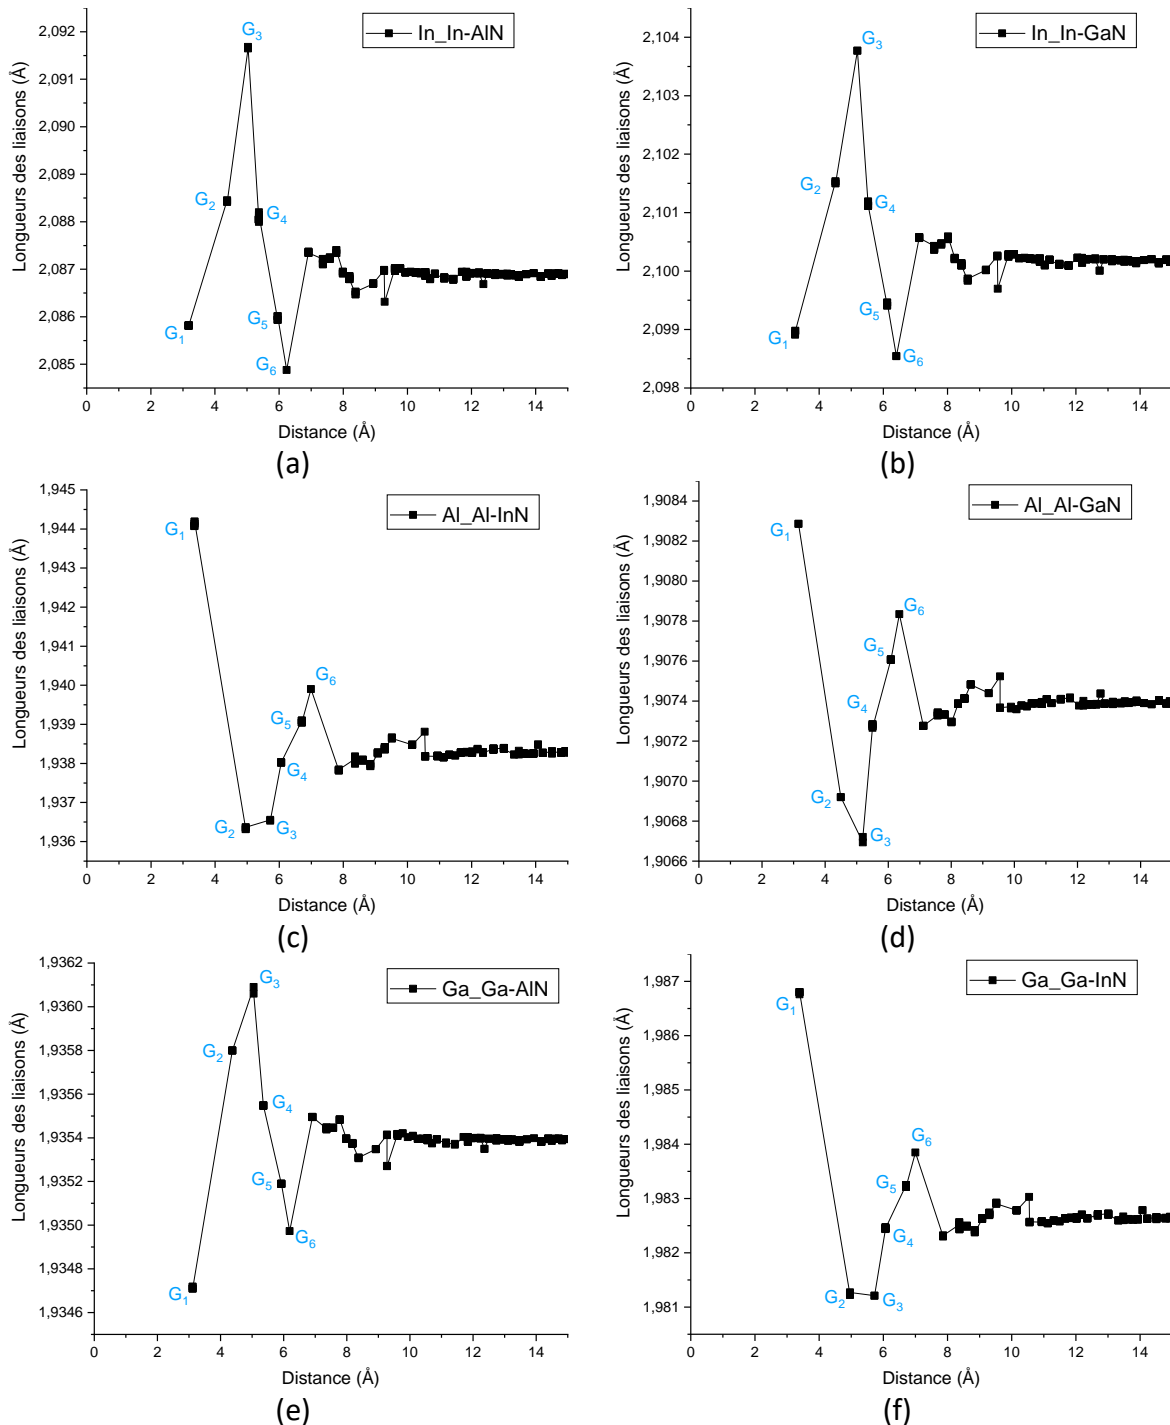 In_In-AlN
Longueurs des liaisons (Å)
2,092
2,091
2,090
2,089
2,088
2,087
2,086
2,085
G3
G2
G4
G1
G5
G6
0 2 4 6 8 10 12 14
Distance (Å)
(a)
In_In-GaN
Longueurs des liaisons (Å)
2,104
2,103
2,102
2,101
2,100
2,099
2,098
G3
G2
G4
G5
G1
G6
0 2 4 6 8 10 12 14
Distance (Å)
(b)
Al_Al-InN
Longueurs des liaisons (Å)
1,945
1,944
1,943
1,942
1,941
1,940
1,939
1,938
1,937
1,936
G1
G6
G5
G4
G2
G3
0 2 4 6 8 10 12 14
Distance (Å)
(c)
Al_Al-GaN
Longueurs des liaisons (Å)
1,9084
1,9082
1,9080
1,9078
1,9076
1,9074
1,9072
1,9070
1,9068
1,9066
G1
G6
G5
G4
G2
G3
0 2 4 6 8 10 12 14
Distance (Å)
(d)
Ga_Ga-AlN
Longueurs des liaisons (Å)
1,9362
1,9360
1,9358
1,9356
1,9354
1,9352
1,9350
1,9348
1,9346
G3
G2
G4
G5
G6
G1
0 2 4 6 8 10 12 14
Distance (Å)
(e)
Ga_Ga-InN
Longueurs des liaisons (Å)
1,987
1,986
1,985
1,984
1,983
1,982
1,981
G1
G6
G5
G4
G2
G3
0 2 4 6 8 10 12 14
Distance (Å)
(f)